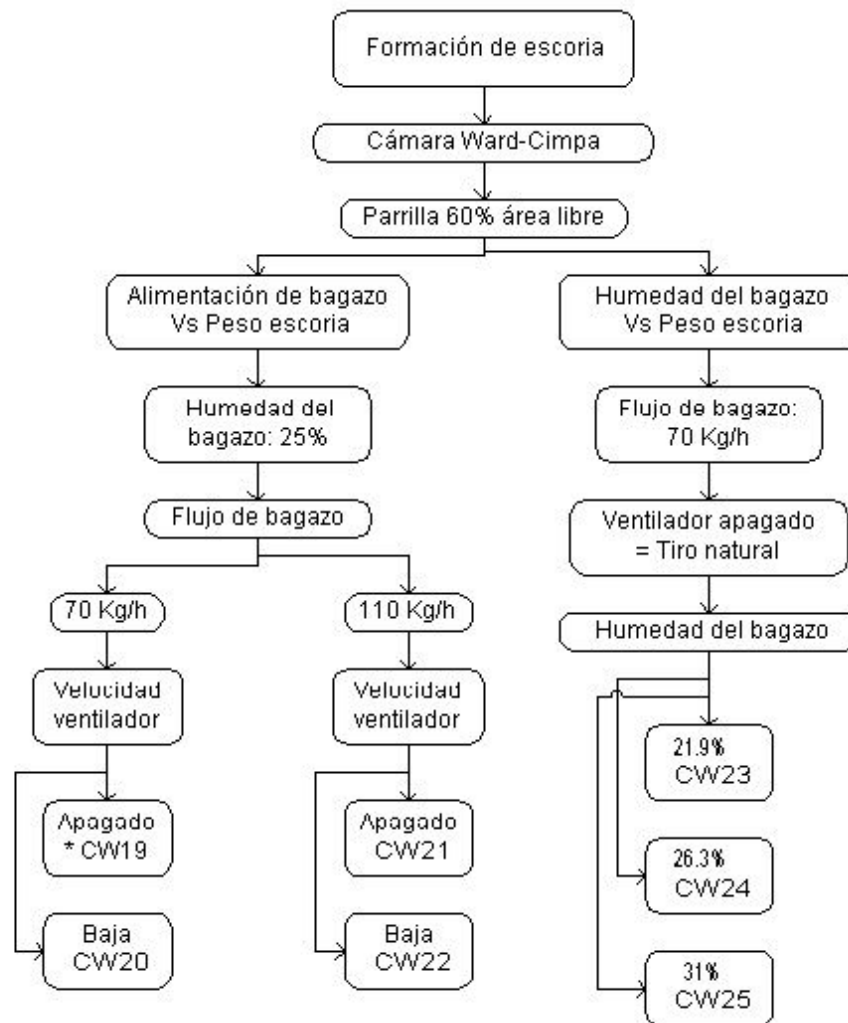 Formación de escoria
Cámara Ward-Cimpa
Parrilla 60% área libre
Alimentación de bagazo
Vs Peso escoria
Humedad del
bagazo: 25%
Flujo de bagazo
70 Kg/h
Velocidad
ventilador
Apagado
* CW19
Baja
CW20
110 Kg/h
Velocidad
ventilador
Apagado
CW21
Baja
CW22
Humedad del bagazo
Vs Peso escoria
Flujo de bagazo:
70 Kg/h
Ventilador apagado
= Tiro natural
Humedad del bagazo
21.9%
CW23
26.3%
CW24
31%
CW25